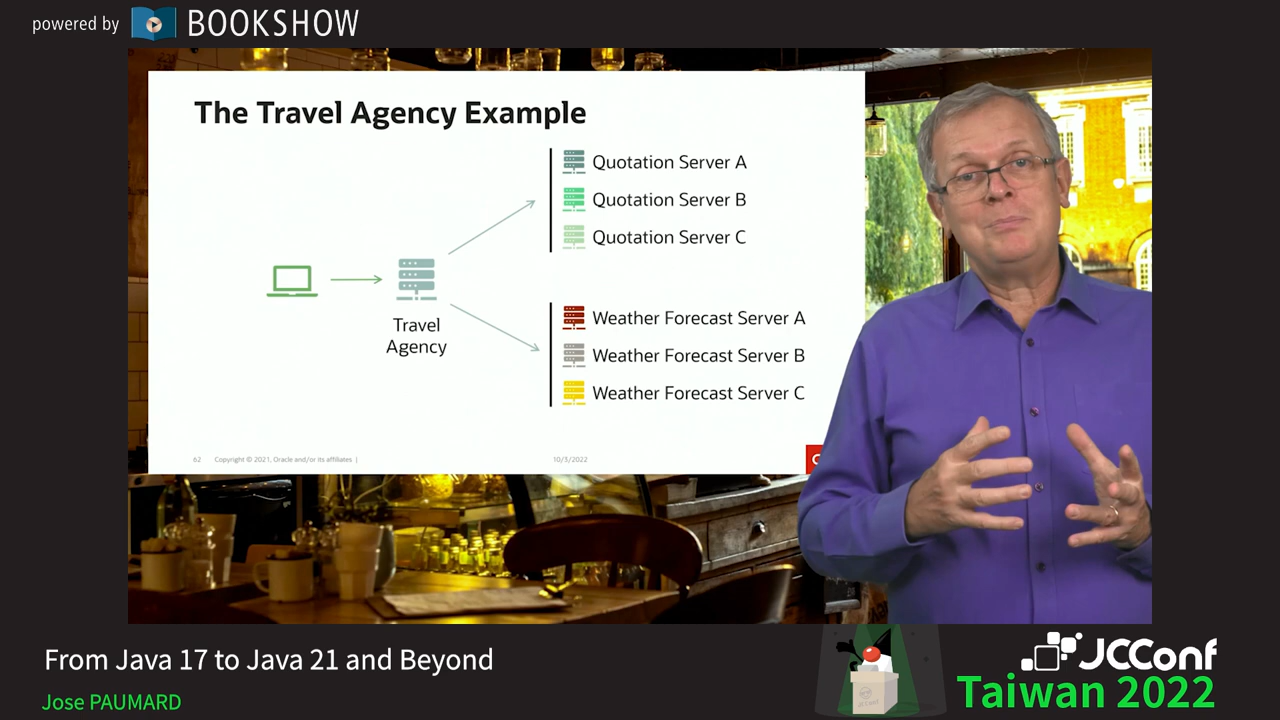 powered by BOOKSHOW
The Travel Agency Example
Quotation Server A
Quotation Server B
Quotation Server C
Travel
Agency
Weather Forecast Server A
Weather Forecast Server B
Weather Forecast Server C
62 Copyright © 2021, Oracle and/or its affiliates | 10/3/2022
From Java 17 to Java 21 and Beyond
Jose PAUMARD
JCConf
Taiwan 2022